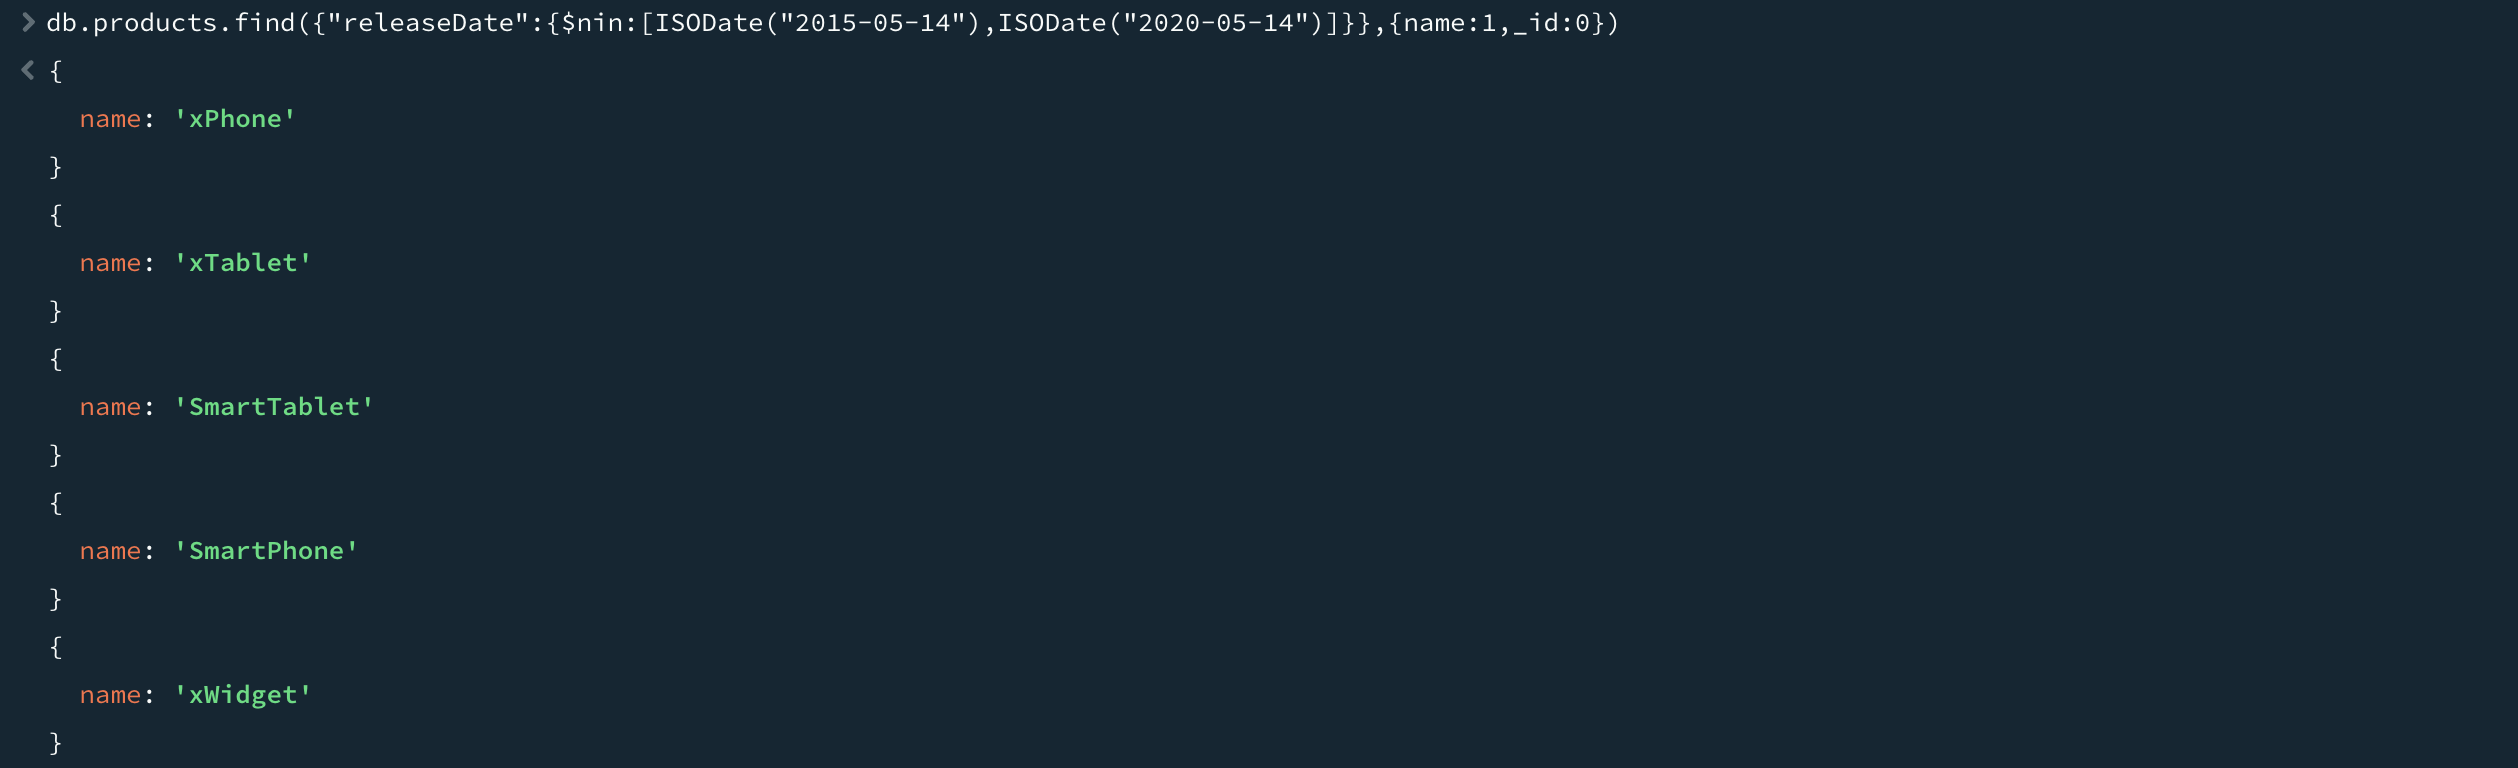 db.products.find({"releaseDate":{$nin:[ISODate("2015-05-14"),ISODate("2020-05-14")]}},{name:1,_id:0})
{
name: 'xPhone'
}
{
name: 'xTablet'
}
{
name: 'SmartTablet'
}
{
name: 'SmartPhone'
}
{
name: 'xWidget'
}